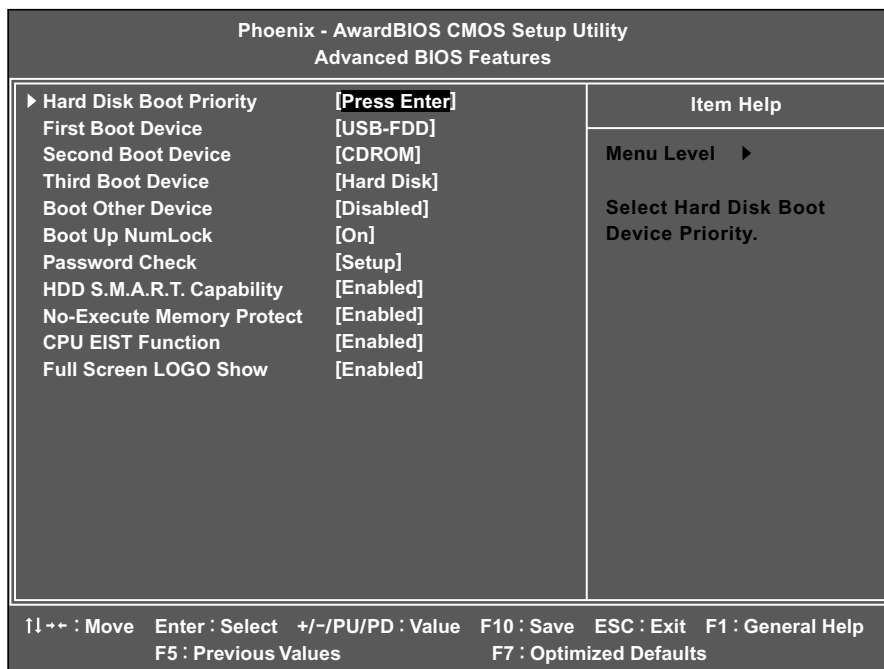 Phoenix - AwardBIOS CMOS Setup Utility
Advanced BIOS Features
Hard Disk Boot Priority [Press Enter]
First Boot Device [USB-FDD]
Second Boot Device [CDROM]
Third Boot Device [Hard Disk]
Boot Other Device [Disabled]
Boot Up NumLock [On]
Password Check [Setup]
HDD S.M.A.R.T. Capability [Enabled]
No-Execute Memory Protect [Enabled]
CPU EIST Function [Enabled]
Full Screen LOGO Show [Enabled]
Item Help
Menu Level
Select Hard Disk Boot
Device Priority.
↑↓→← : Move Enter : Select +/-/PU/PD : Value F10 : Save ESC : Exit F1 : General Help
F5 : Previous Values F7 : Optimized Defaults